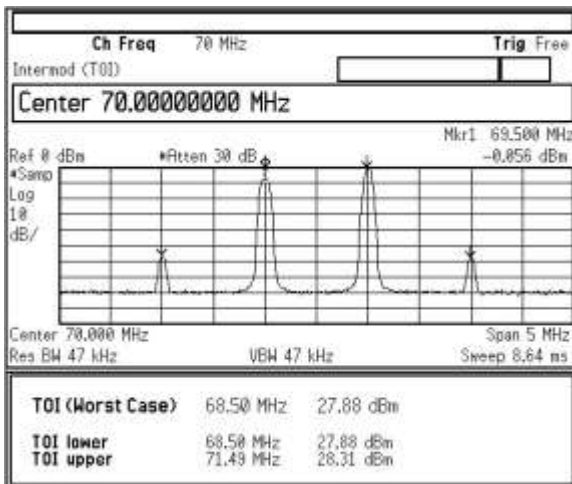 Ch Freq 70 MHz Trig Free
Intermod (TOI)
Center 70.00000000 MHz
Mkr1 69.500 MHz
Ref 0 dBm #Atten 30 dB -0.056 dBm
#Samp
Log
10
dB/
Center 70.000 MHz Span 5 MHz
Res BW 47 kHz VBW 47 kHz Sweep 8.64 ms
TOI (Worst Case) 68.50 MHz 27.88 dBm
TOI lower 68.50 MHz 27.88 dBm
TOI upper 71.49 MHz 28.31 dBm